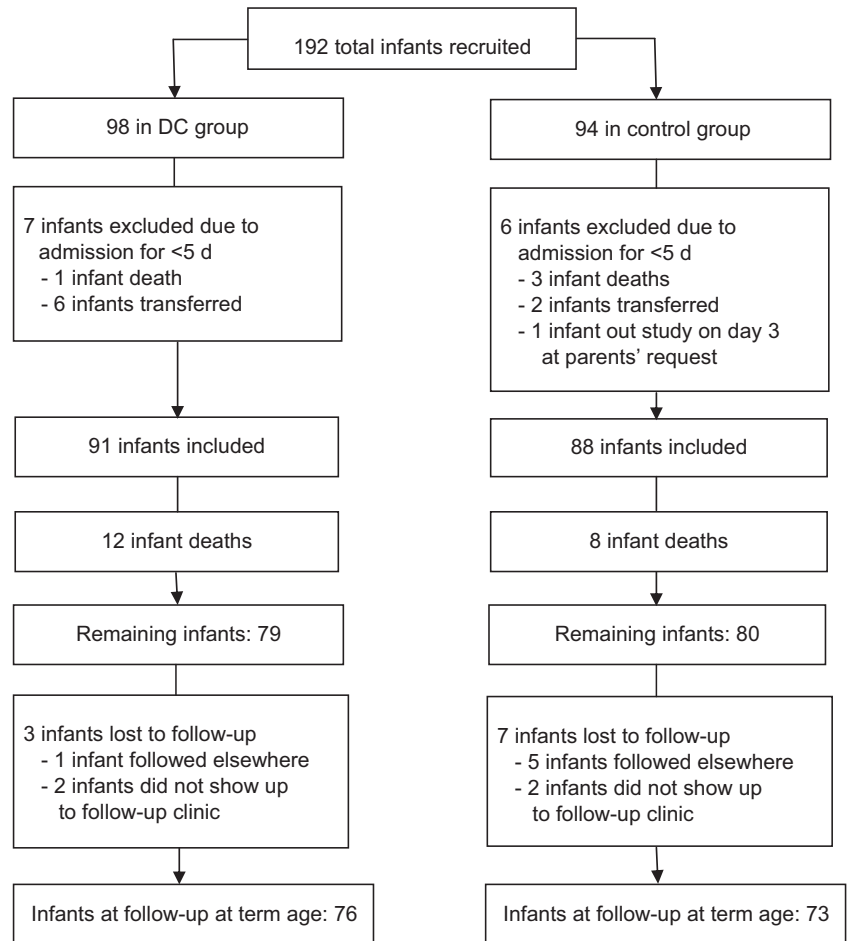 192 total infants recruited
98 in DC group
94 in control group
7 infants excluded due to
admission for <5 d
- 1 infant death
- 6 infants transferred
6 infants excluded due to
admission for <5 d
- 3 infant deaths
- 2 infants transferred
- 1 infant out study on day 3
at parents’ request
91 infants included
88 infants included
12 infant deaths
8 infant deaths
Remaining infants: 79
Remaining infants: 80
3 infants lost to follow-up
- 1 infant followed elsewhere
- 2 infants did not show up
to follow-up clinic
7 infants lost to follow-up
- 5 infants followed elsewhere
- 2 infants did not show up
to follow-up clinic
Infants at follow-up at term age: 76
Infants at follow-up at term age: 73